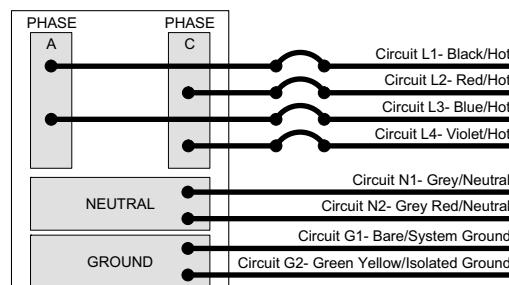 PHASE PHASE
A C
Circuit L1- Black/Hot
Circuit L2- Red/Hot
Circuit L3- Blue/Hot
Circuit L4- Violet/Hot
NEUTRAL
Circuit N1- Grey/Neutral
Circuit N2- Grey Red/Neutral
GROUND
Circuit G1- Bare/System Ground
Circuit G2- Green Yellow/Isolated Ground